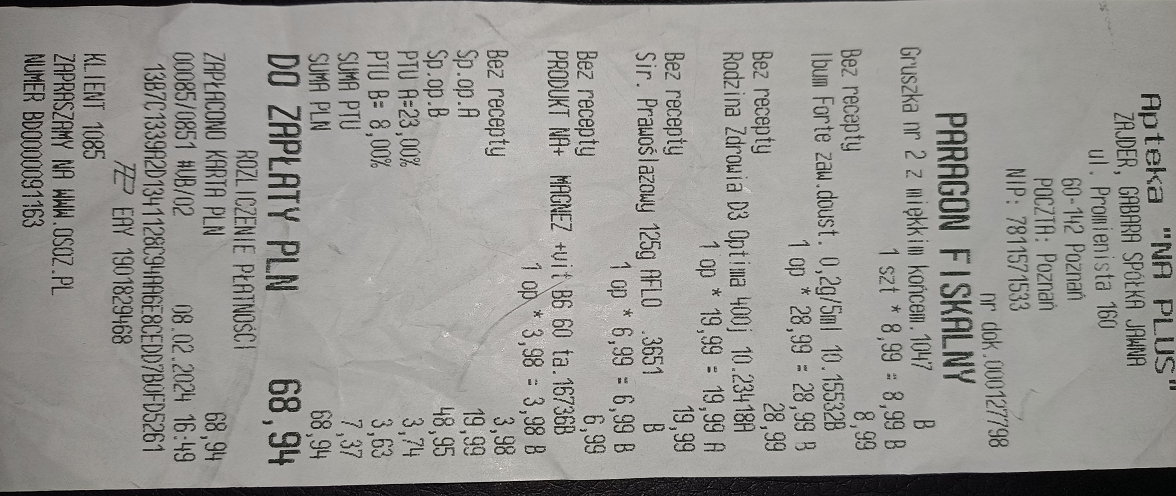 Apteka "NA PLUS"
ZAJDER, GABARA SPÓŁKA JAWNA
ul. Promienista 160
60-142 Poznań
POCZTA: Poznań
NIP: 7811571533
nr dok.0001277798
PARAGON FISKALNY
Gruszka nr 2 z miękkim końcem.1047 B
1 szt * 8,99 = 8,99 B
Bez recepty 8,99
Ibum Forte zaw.doust. 0,2g/5ml 10.15532B
1 op * 28,99 = 28,99 B
Bez recepty 28,99
Rodzina Zdrowia D3 Optima 400j 10.23418A
1 op * 19,99 = 19,99 A
Bez recepty 19,99
Sir. Prawoślazowy 125g AFLO .3651 B
1 op * 6,99 = 6,99 B
Bez recepty 6,99
PRODUKT NA+ MAGNEZ +wit B6 60 ta.16736B
1 op * 3,98 = 3,98 B
Bez recepty 3,98
Sp.op.A 19,99
Sp.op.B 48,95
PTU A=23,00% 3,74
PTU B= 8,00% 3,63
SUMA PTU 7,37
SUMA PLN 68,94
DO ZAPŁATY PLN 68,94
ROZLICZENIE PŁATNOŚCI
ZAPŁACONO KARTA PLN 68,94
00085/0651 #UB/02 08.02.2024 16:49
13B7C1339A2D1341128C94AA6E8CED07BUFD5261
EAY 1901829468
KLIENT 1085
ZAPRASZAMY NA WWW.OSOZ.PL
NUMER B00000091163